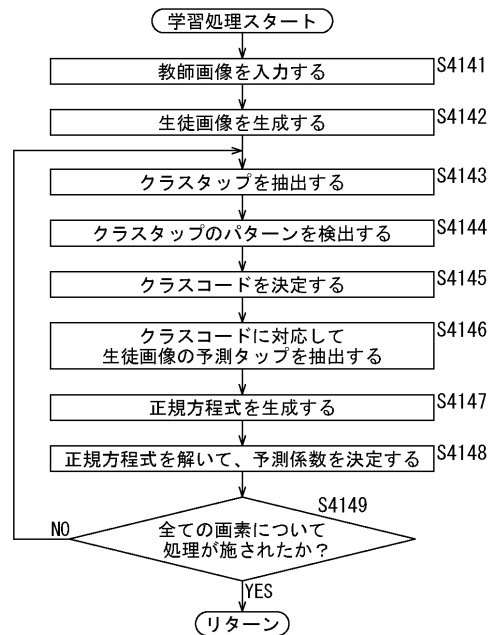 学習処理スタート
S4141
教師画像を入力する
S4142
生徒画像を生成する
S4143
クラスタップを抽出する
S4144
クラスタップのパターンを検出する
S4145
クラスコードを決定する
S4146
クラスコードに対応して
生徒画像の予測タップを抽出する
S4147
正規方程式を生成する
S4148
正規方程式を解いて、予測係数を決定する
S4149
NO
全ての画素について
処理が施されたか?
YES
リターン